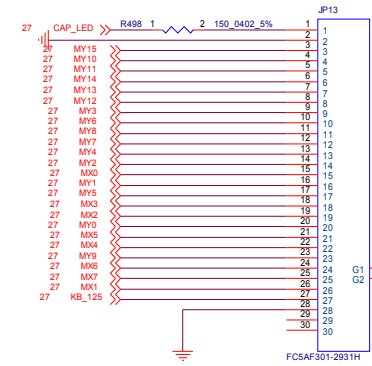 JP13
27 CAP_LED R498 1 2 150_0402_5% 1 1
2 2
27 MY15 3 3
27 MY10 4 4
27 MY11 5 5
27 MY14 6 6
27 MY13 7 7
27 MY12 8 8
27 MY3 9 9
27 MY6 10 10
27 MY8 11 11
27 MY7 12 12
27 MY4 13 13
27 MY2 14 14
27 MX0 15 15
27 MY1 16 16
27 MY5 17 17
27 MX3 18 18
27 MX2 19 19
27 MY0 20 20
27 MX5 21 21
27 MX4 22 22
27 MY9 23 23
27 MX6 24 24 G1
27 MX7 25 25 G2
27 MX1 26 26
27 KB_125 27 27
28 28
29 29
30 30
FC5AF301-2931H